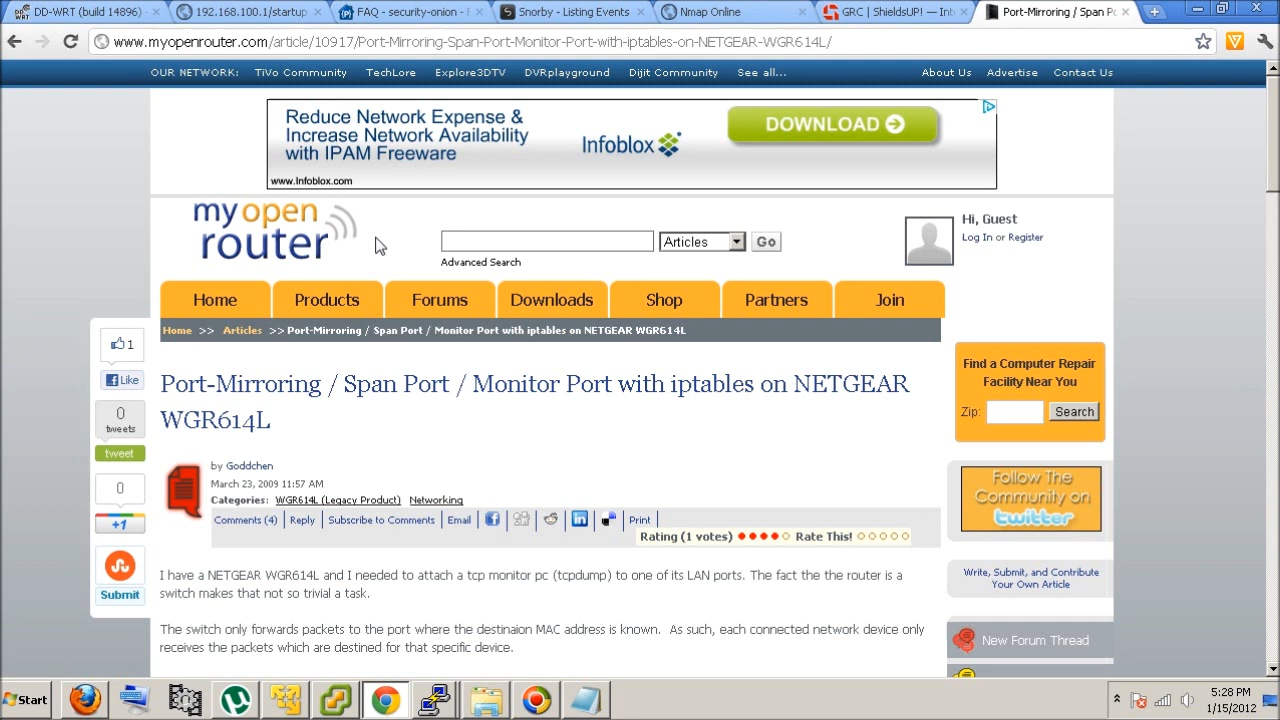 DD-WRT (build 14896) -
192.168.100.1/startup
FAQ - security-onion - F
Snorby - Listing Events
Nmap Online
GRC | ShieldsUP! — Int
Port-Mirroring / Span Po
www.myopenrouter.com/article/10917/Port-Mirroring-Span-Port-Monitor-Port-with-iptables-on-NETGEAR-WGR614L/
OUR NETWORK: TiVo Community TechLore Explore3DTV DVRplayground Dijit Community See all... About Us Advertise Contact Us
Reduce Network Expense &
Increase Network Availability
with IPAM Freeware
www.Infoblox.com
Infoblox
DOWNLOAD
my open
router
Articles
Go
Advanced Search
Hi, Guest
Log In or Register
Home Products Forums Downloads Shop Partners Join
Home >> Articles >> Port-Mirroring / Span Port / Monitor Port with iptables on NETGEAR WGR614L
1
Like
0
tweets
tweet
0
+1
Submit
Port-Mirroring / Span Port / Monitor Port with iptables on NETGEAR
WGR614L
by Goddchen
March 23, 2009 11:57 AM
Categories: WGR614L (Legacy Product) Networking
Comments (4) Reply Subscribe to Comments Email Print
Rating (1 votes) Rate This!
I have a NETGEAR WGR614L and I needed to attach a tcp monitor pc (tcpdump) to one of its LAN ports. The fact the the router is a
switch makes that not so trivial a task.
The switch only forwards packets to the port where the destinaion MAC address is known. As such, each connected network device only
receives the packets which are destined for that specific device.
Find a Computer Repair
Facility Near You
Zip: Search
Follow The
Community on
twitter
Write, Submit, and Contribute
Your Own Article
New Forum Thread
Start
5:28 PM
1/15/2012